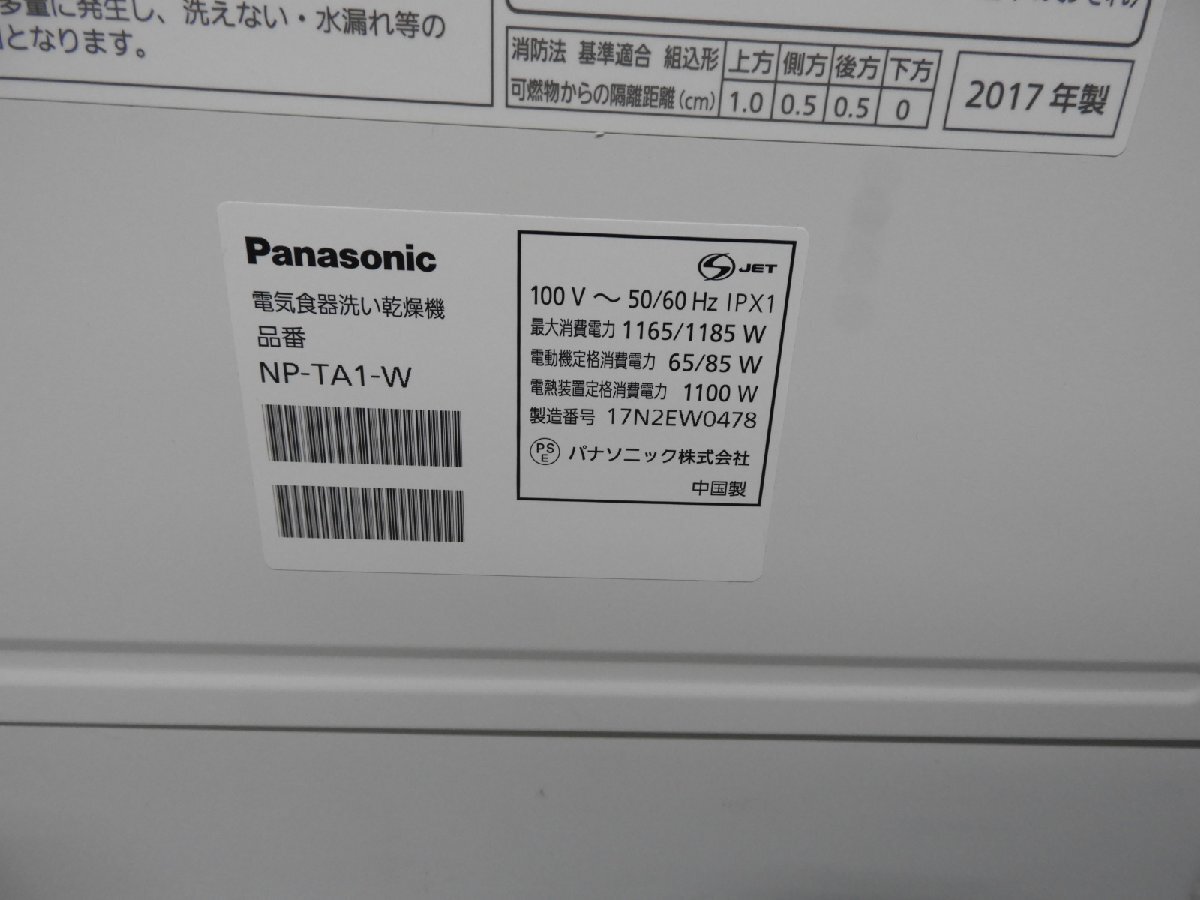 多量に発生し、洗えない・水漏れ等の
となります。
消防法 基準適合 組込形 上方 側方 後方 下方
可燃物からの隔離距離(cm) 1.0 0.5 0.5 0
2017年製
Panasonic
電気食器洗い乾燥機
品番
NP-TA1-W
S JET
100 V ～ 50/60 Hz IPX1
最大消費電力 1165/1185 W
電動機定格消費電力 65/85 W
電熱装置定格消費電力 1100 W
製造番号 17N2EW0478
PS
E パナソニック株式会社
中国製